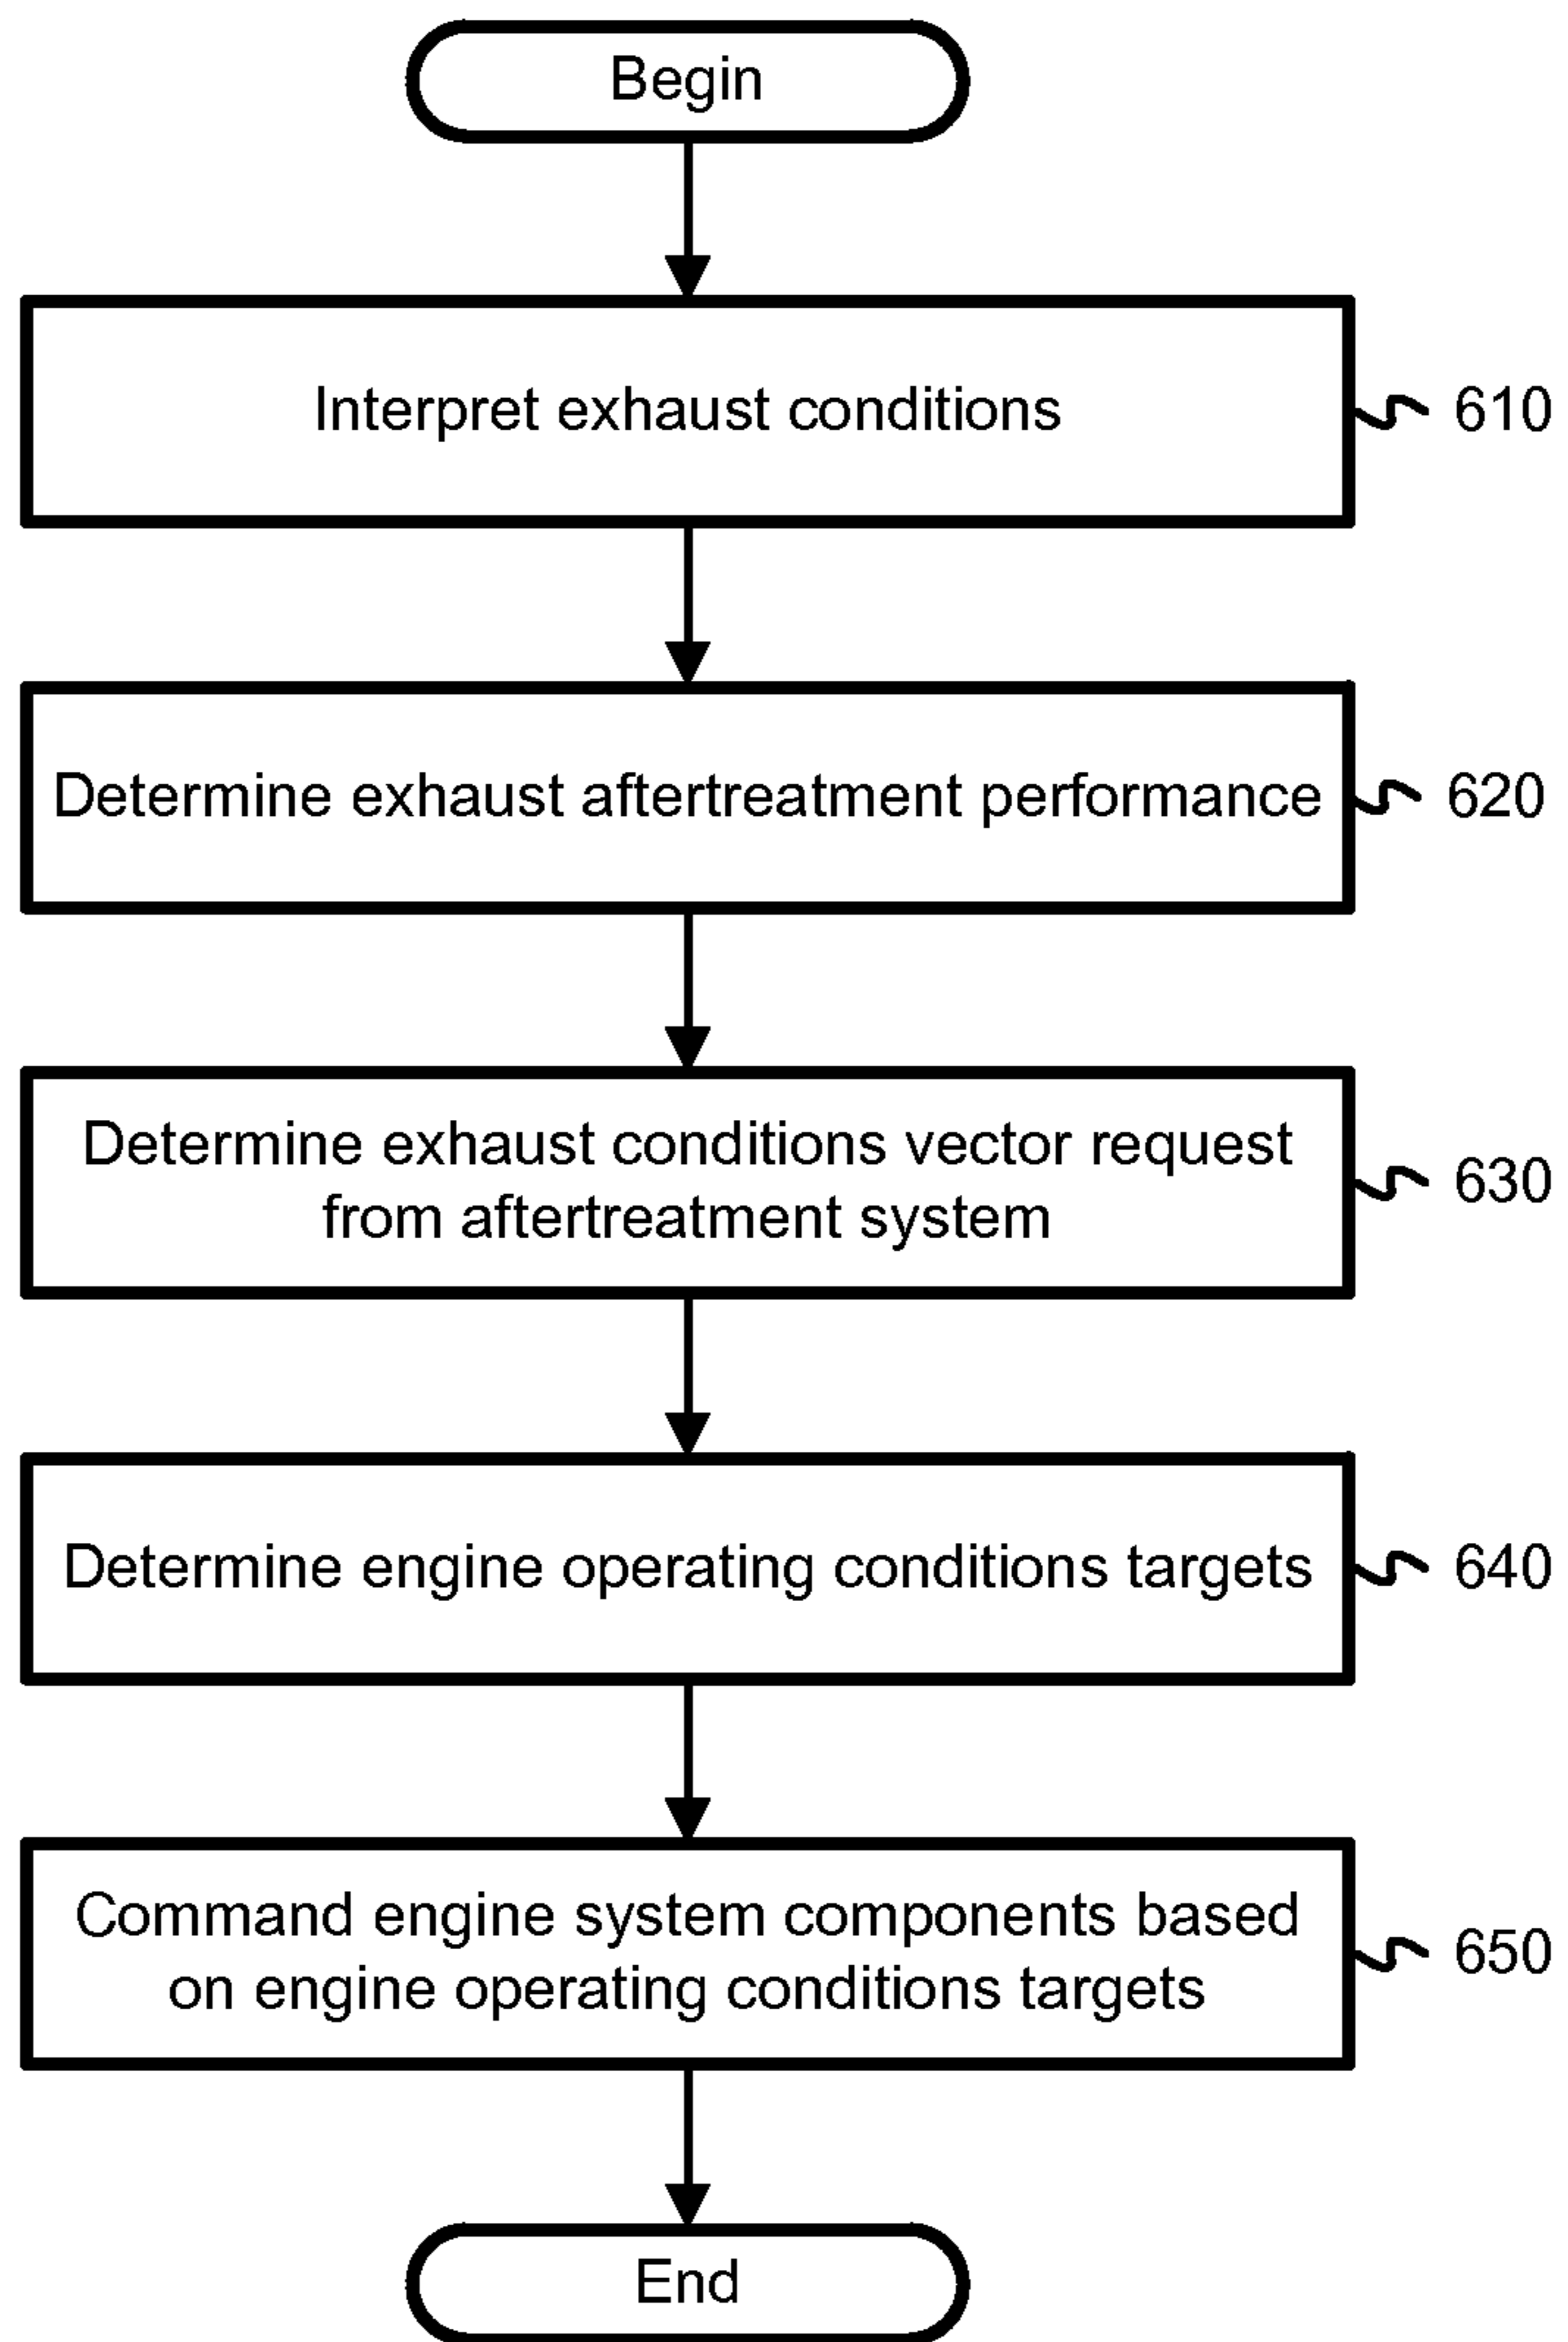 Begin
Interpret exhaust conditions
610
Determine exhaust aftertreatment performance
620
Determine exhaust conditions vector request
from aftertreatment system
630
Determine engine operating conditions targets
640
Command engine system components based
on engine operating conditions targets
650
End